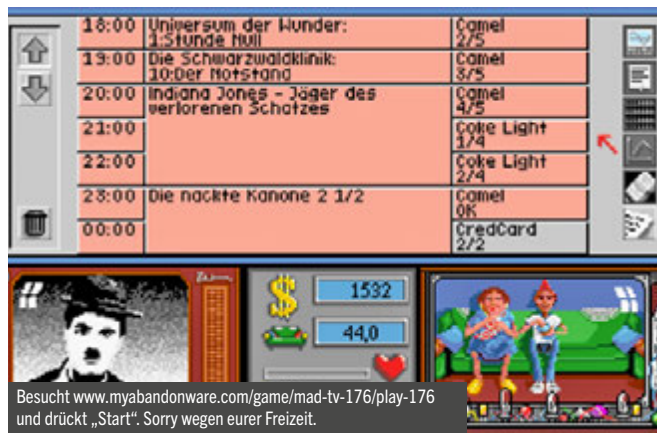 18:00 Universum der Wunder: Camel
1:Stunde Null 2/5
19:00 Die Schwarzwaldklinik: Camel
10:Der Notstand 3/5
20:00 Indiana Jones - Jäger des Camel
verlorenen Schatzes 4/5
21:00 Coke Light
1/4
22:00 Coke Light
2/4
23:00 Die nackte Kanone 2 1/2 Camel
OK
00:00 CredCard
2/2
$ 1532
44,0
Besucht www.myabandonware.com/game/mad-tv-176/play-176
und drückt „Start“. Sorry wegen eurer Freizeit.